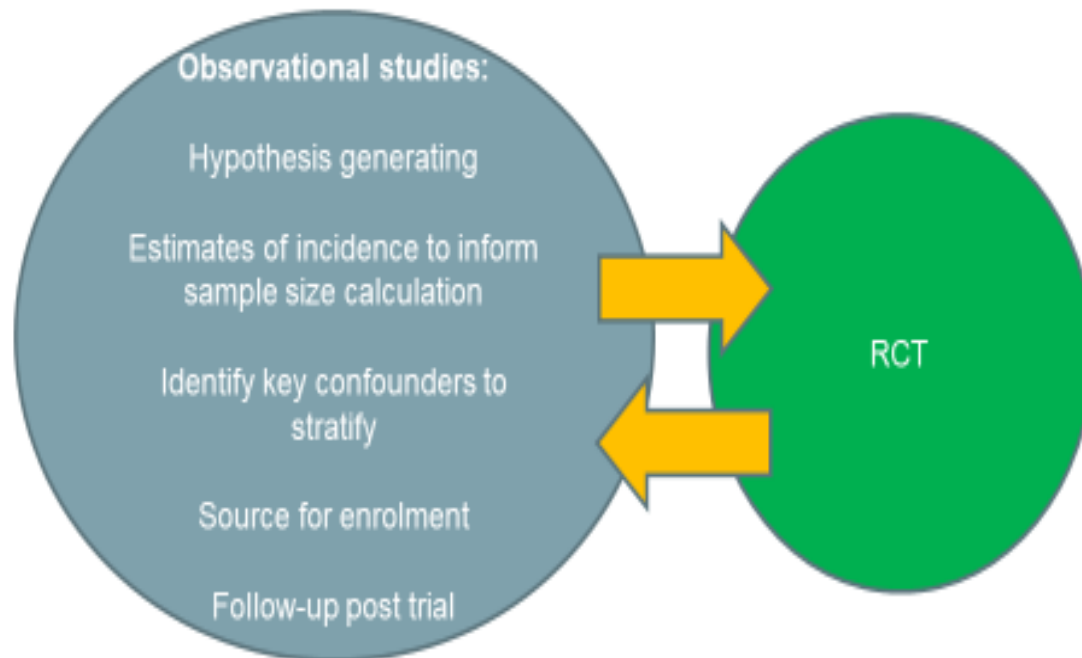 Observational studies:
Hypothesis generating
Estimates of incidence to inform
sample size calculation
Identify key confounders to
stratify
Source for enrolment
Follow-up post trial
RCT